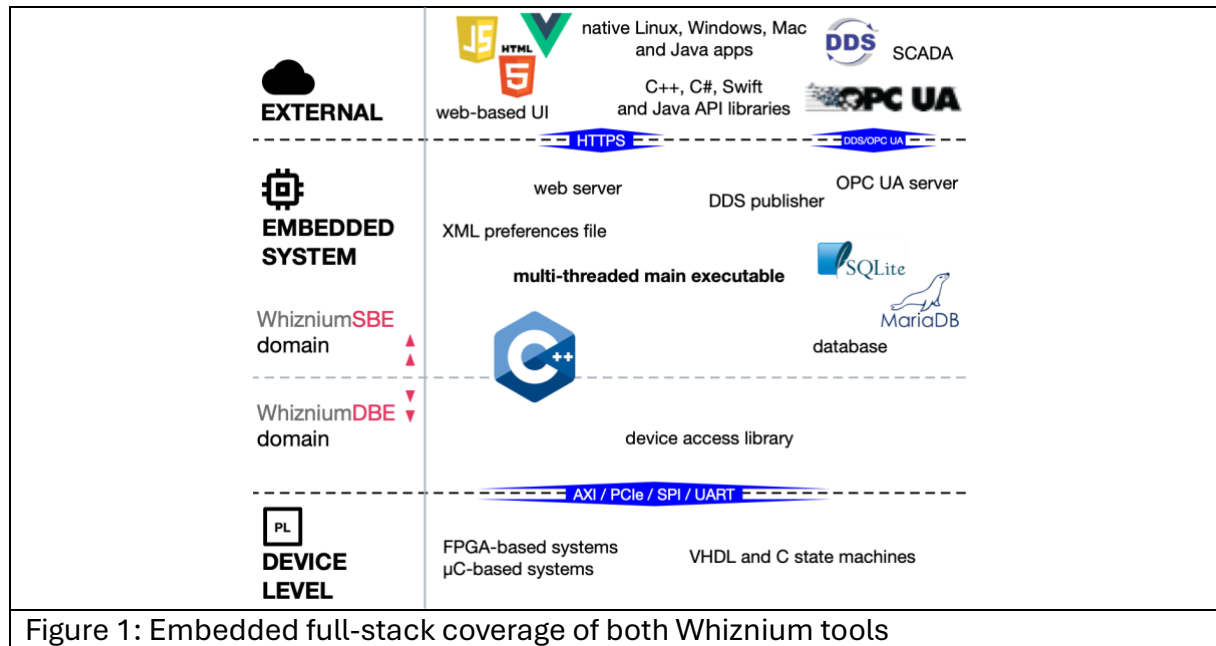 EXTERNAL
JS
HTML
5
web-based UI
native Linux, Windows, Mac
and Java apps
C++, C#, Swift
and Java API libraries
DDS
SCADA
OPC UA
HTTPS
DDS/OPC UA
EMBEDDED
SYSTEM
web server
DDS publisher
OPC UA server
XML preferences file
multi-threaded main executable
SQLite
MariaDB
database
C++
WhizniumSBE
domain
WhizniumDBE
domain
device access library
AXI / PCIe / SPI / UART
PL
DEVICE
LEVEL
FPGA-based systems
µC-based systems
VHDL and C state machines
Figure 1: Embedded full-stack coverage of both Whiznium tools